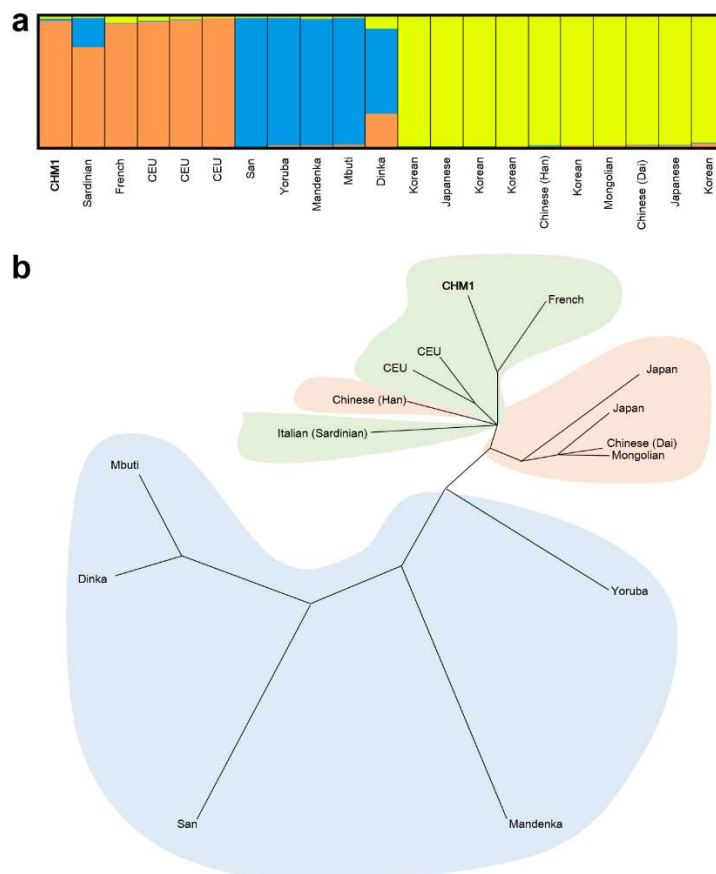 a
CHM1
Sardinian
French
CEU
CEU
CEU
San
Yoruba
Mandenka
Mbuti
Dinka
Korean
Japanese
Korean
Korean
Chinese (Han)
Korean
Mongolian
Chinese (Dai)
Japanese
Korean
b
CHM1
French
CEU
CEU
Japan
Chinese (Han)
Japan
Italian (Sardinian)
Chinese (Dai)
Mongolian
Mbuti
Dinka
Yoruba
San
Mandenka